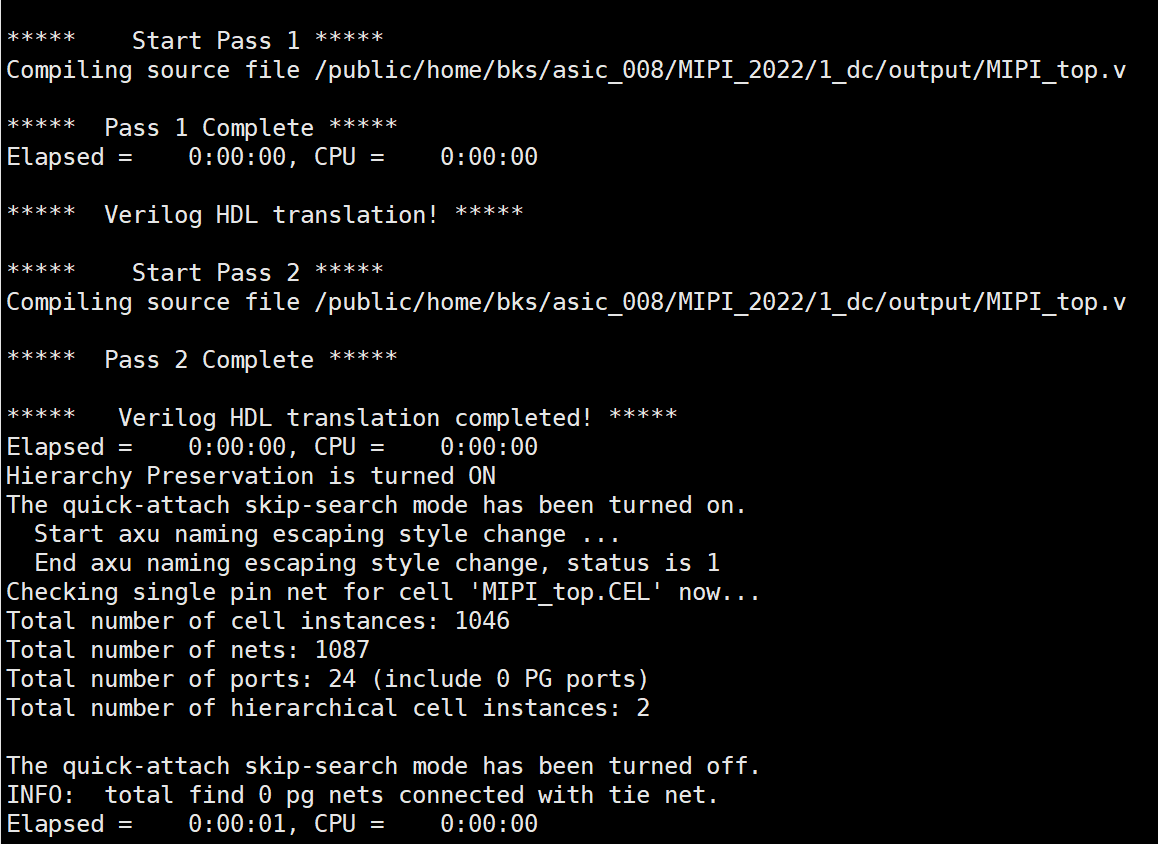 *****    Start Pass 1 *****
Compiling source file /public/home/bks/asic_008/MIPI_2022/1_dc/output/MIPI_top.v
*****  Pass 1 Complete *****
Elapsed =    0:00:00, CPU =    0:00:00
*****  Verilog HDL translation! *****
*****    Start Pass 2 *****
Compiling source file /public/home/bks/asic_008/MIPI_2022/1_dc/output/MIPI_top.v
*****  Pass 2 Complete *****
*****   Verilog HDL translation completed! *****
Elapsed =    0:00:00, CPU =    0:00:00
Hierarchy Preservation is turned ON
The quick-attach skip-search mode has been turned on.
  Start axu naming escaping style change ...
  End axu naming escaping style change, status is 1
Checking single pin net for cell 'MIPI_top.CEL' now...
Total number of cell instances: 1046
Total number of nets: 1087
Total number of ports: 24 (include 0 PG ports)
Total number of hierarchical cell instances: 2
The quick-attach skip-search mode has been turned off.
INFO:  total find 0 pg nets connected with tie net.
Elapsed =    0:00:01, CPU =    0:00:00